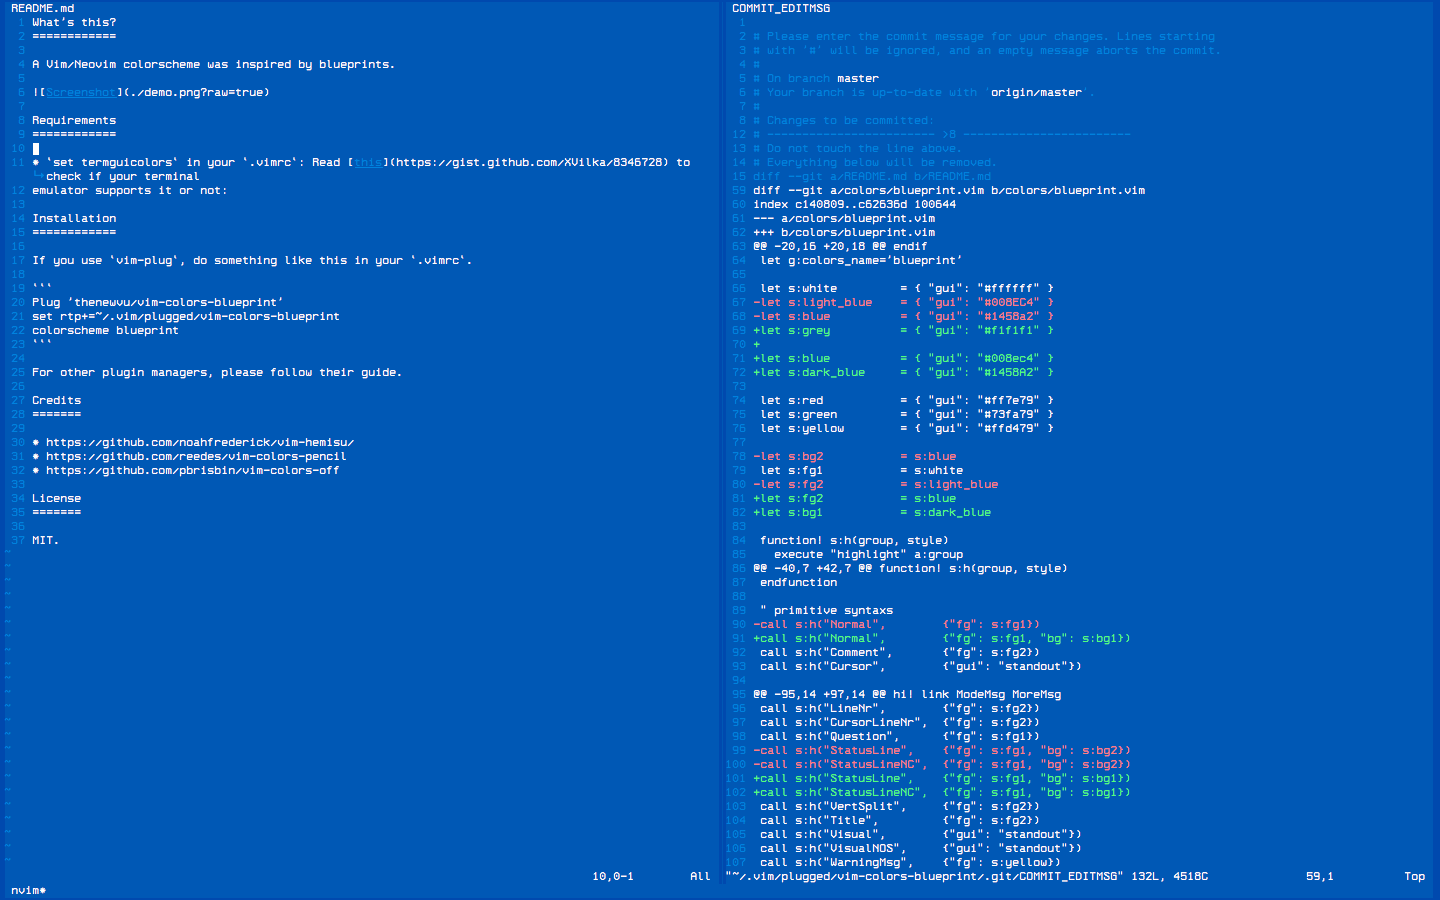 README.md
1 What's this?
2 ============
3
4 A Vim/Neovim colorscheme was inspired by blueprints.
5
6 ![Screenshot](./demo.png?raw=true)
7
8 Requirements
9 ============
10
11 * `set termguicolors` in your `.vimrc`: Read [this](https://gist.github.com/XVilka/8346728) to
↪check if your terminal
12 emulator supports it or not:
13
14 Installation
15 ============
16
17 If you use `vim-plug`, do something like this in your `.vimrc`.
18
19 ```
20 Plug 'thenewvu/vim-colors-blueprint'
21 set rtp+=~/.vim/plugged/vim-colors-blueprint
22 colorscheme blueprint
23 ```
24
25 For other plugin managers, please follow their guide.
26
27 Credits
28 =======
29
30 * https://github.com/noahfrederick/vim-hemisu/
31 * https://github.com/reedes/vim-colors-pencil
32 * https://github.com/pbrisbin/vim-colors-off
33
34 License
35 =======
36
37 MIT.
10,0-1 All
nvim*
COMMIT_EDITMSG
1
2 # Please enter the commit message for your changes. Lines starting
3 # with '#' will be ignored, and an empty message aborts the commit.
4 #
5 # On branch master
6 # Your branch is up-to-date with 'origin/master'.
7 #
8 # Changes to be committed:
12 # ------------------------ >8 ------------------------
13 # Do not touch the line above.
14 # Everything below will be removed.
15 diff --git a/README.md b/README.md
59 diff --git a/colors/blueprint.vim b/colors/blueprint.vim
60 index c140809..c62636d 100644
61 --- a/colors/blueprint.vim
62 +++ b/colors/blueprint.vim
63 @@ -20,16 +20,18 @@ endif
64 let g:colors_name='blueprint'
65
66 let s:white = { "gui": "#ffffff" }
67 -let s:light_blue = { "gui": "#008EC4" }
68 -let s:blue = { "gui": "#1458a2" }
69 +let s:grey = { "gui": "#f1f1f1" }
70 +
71 +let s:blue = { "gui": "#008ec4" }
72 +let s:dark_blue = { "gui": "#1458A2" }
73
74 let s:red = { "gui": "#ff7e79" }
75 let s:green = { "gui": "#73fa79" }
76 let s:yellow = { "gui": "#ffd479" }
77
78 -let s:bg2 = s:blue
79 let s:fg1 = s:white
80 -let s:fg2 = s:light_blue
81 +let s:fg2 = s:blue
82 +let s:bg1 = s:dark_blue
83
84 function! s:h(group, style)
85 execute "highlight" a:group
86 @@ -40,7 +42,7 @@ function! s:h(group, style)
87 endfunction
88
89 " primitive syntaxs
90 -call s:h("Normal", {"fg": s:fg1})
91 +call s:h("Normal", {"fg": s:fg1, "bg": s:bg1})
92 call s:h("Comment", {"fg": s:fg2})
93 call s:h("Cursor", {"gui": "standout"})
94
95 @@ -95,14 +97,14 @@ hi! link ModeMsg MoreMsg
96 call s:h("LineNr", {"fg": s:fg2})
97 call s:h("CursorLineNr", {"fg": s:fg2})
98 call s:h("Question", {"fg": s:fg1})
99 -call s:h("StatusLine", {"fg": s:fg1, "bg": s:bg2})
100 -call s:h("StatusLineNC", {"fg": s:fg1, "bg": s:bg2})
101 +call s:h("StatusLine", {"fg": s:fg1, "bg": s:bg1})
102 +call s:h("StatusLineNC", {"fg": s:fg1, "bg": s:bg1})
103 call s:h("VertSplit", {"fg": s:fg2})
104 call s:h("Title", {"fg": s:fg2})
105 call s:h("Visual", {"gui": "standout"})
106 call s:h("VisualNOS", {"gui": "standout"})
107 call s:h("WarningMsg", {"fg": s:yellow})
"~/.vim/plugged/vim-colors-blueprint/.git/COMMIT_EDITMSG" 132L, 4518C 59,1 Top